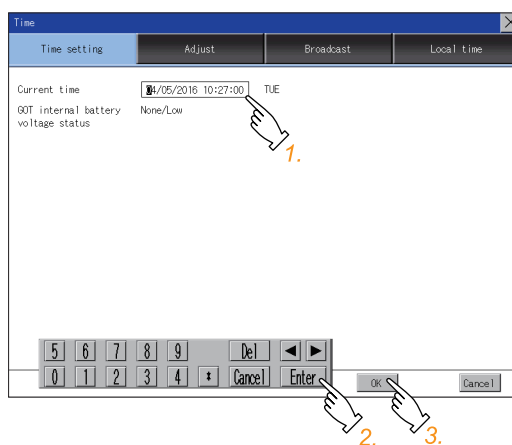 Time
Time setting Adjust Broadcast Local time
Current time 04/05/2016 10:27:00 TUE
GOT internal battery None/Low
voltage status
1.
5 6 7 8 9 Del ◀ ▶
0 1 2 3 4 Cancel Enter OK Cancel
2. 3.